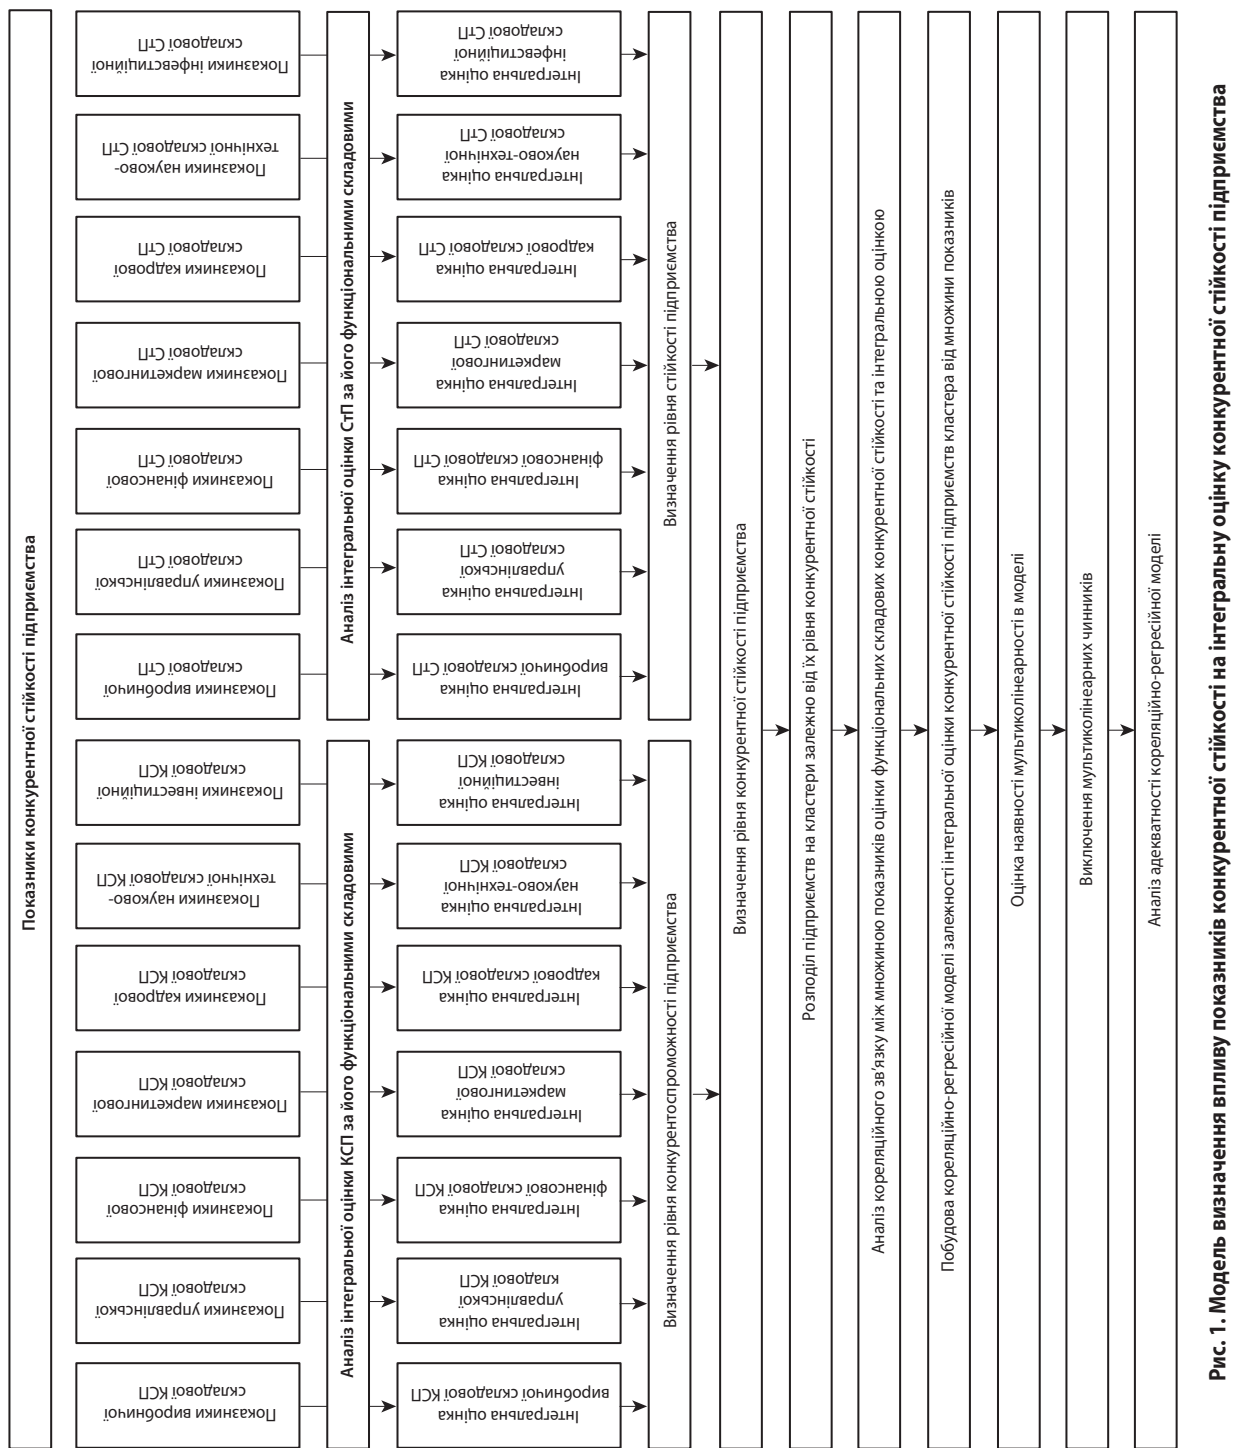 Показники конкурентної стійкості підприємства
Показники виробничої
складової КСП
Показники управлінської
складової КСП
Показники фінансової
складової КСП
Показники маркетингової
складової КСП
Показники кадрової
складової КСП
Показники науково-
технічної складової КСП
Показники інвестиційної
складової КСП
Показники виробничої
складової СтП
Показники управлінської
складової СтП
Показники фінансової
складової СтП
Показники маркетингової
складової СтП
Показники кадрової
складової СтП
Показники науково-
технічної складової СтП
Показники інфевстиційної
складової СтП
Аналіз інтегральної оцінки КСП за його функціональними складовими
Аналіз інтегральної оцінки СтП за його функціональними складовими
Інтегральна оцінка
виробничої складової КСП
Інтегральна оцінка
управлінської
кладової КСП
Інтегральна оцінка
фінансової складової КСП
Інтегральна оцінка
маркетингової
складової КСП
Інтегральна оцінка
кадрової складової КСП
Інтегральна оцінка
науково-технічної
складової КСП
Інтегральна оцінка
інвестиційної
складової КСП
Інтегральна оцінка
виробничої складової СтП
Інтегральна оцінка
управлінської
складової СтП
Інтегральна оцінка
фінансової складової СтП
Інтегральна оцінка
маркетингової
складової СтП
Інтегральна оцінка
кадрової складової СтП
Інтегральна оцінка
науково-технічної
складової СтП
Інтегральна оцінка
інфевстиційної
складової СтП
Визначення рівня конкурентоспроможності підприємства
Визначення рівня стійкості підприємства
Визначення рівня конкурентної стійкості підприємства
Розподіл підприємств на кластери залежно від їх рівня конкурентної стійкості
Аналіз кореляційного зв'язку між множиною показників оцінки функціональних складових конкурентної стійкості та інтегральною оцінкою
Побудова кореляційно-регресійної моделі залежності інтегральної оцінки конкурентної стійкості підприємств кластера від множини показників
Оцінка наявності мультиколінеарності в моделі
Виключення мультиколінеарних чинників
Аналіз адекватності кореляційно-регресійної моделі
Рис. 1. Модель визначення впливу показників конкурентної стійкості на інтегральну оцінку конкурентної стійкості підприємства